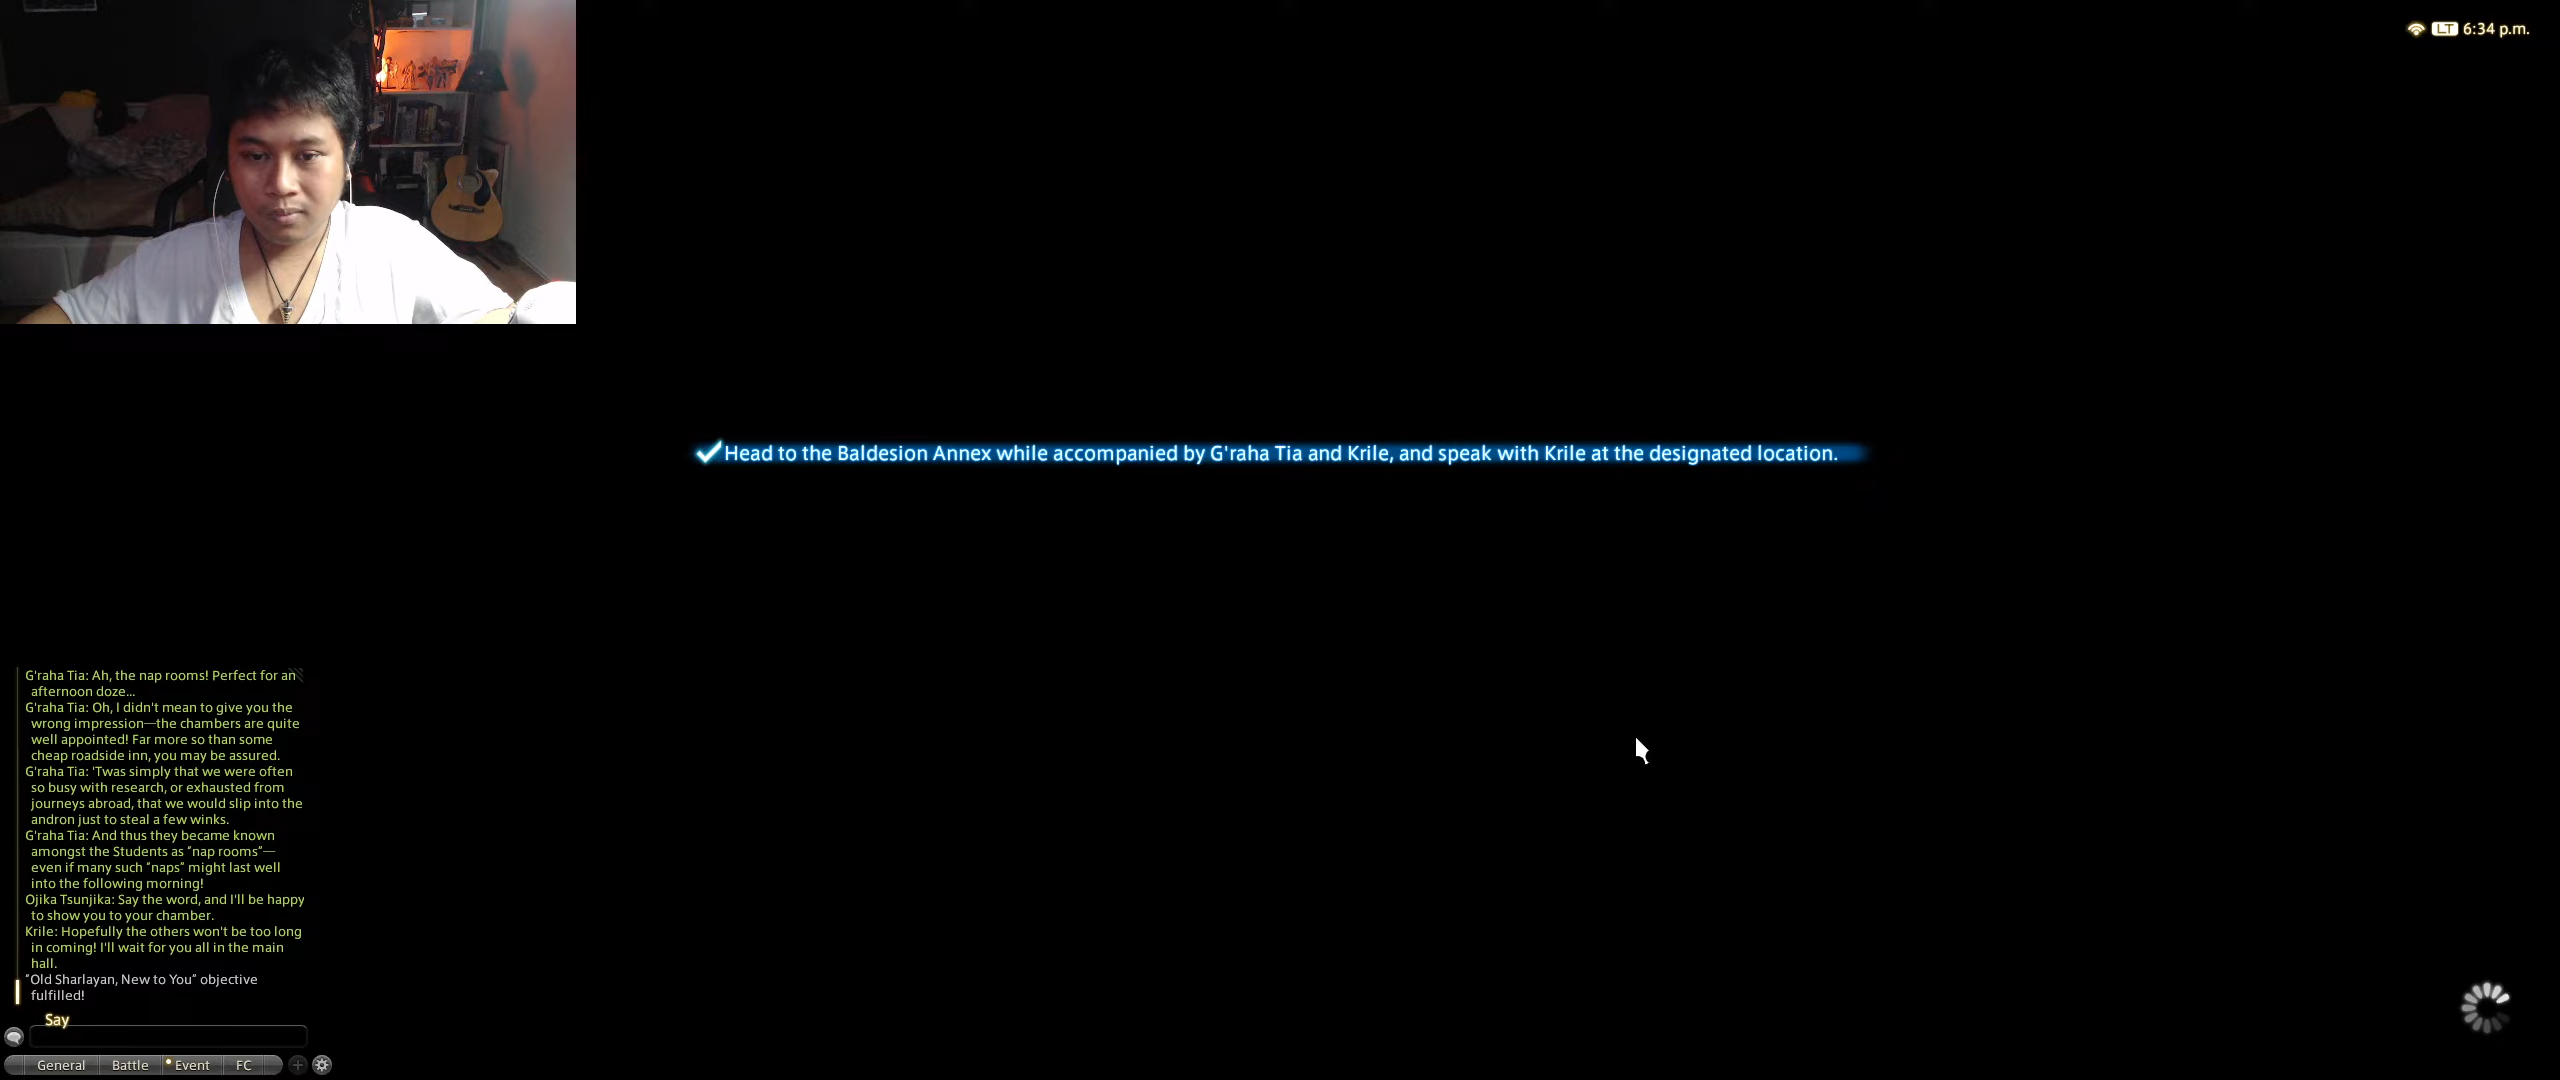 LT 6:34 p.m.
Head to the Baldesion Annex while accompanied by G'raha Tia and Krile, and speak with Krile at the designated location.
G'raha Tia: Ah, the nap rooms! Perfect for an
afternoon doze...
G'raha Tia: Oh, I didn't mean to give you the
wrong impression—the chambers are quite
well appointed! Far more so than some
cheap roadside inn, you may be assured.
G'raha Tia: 'Twas simply that we were often
so busy with research, or exhausted from
journeys abroad, that we would slip into the
andron just to steal a few winks.
G'raha Tia: And thus they became known
amongst the Students as "nap rooms"—
even if many such "naps" might last well
into the following morning!
Ojika Tsunjika: Say the word, and I'll be happy
to show you to your chamber.
Krile: Hopefully the others won't be too long
in coming! I'll wait for you all in the main
hall.
"Old Sharlayan, New to You" objective
fulfilled!
Say
General Battle Event FC